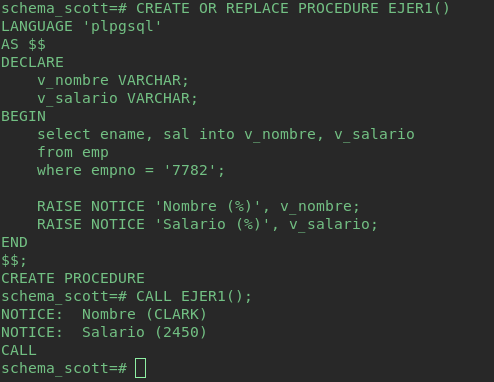 schema_scott=# CREATE OR REPLACE PROCEDURE EJER1()
LANGUAGE 'plpgsql'
AS $$
DECLARE
    v_nombre VARCHAR;
    v_salario VARCHAR;
BEGIN
    select ename, sal into v_nombre, v_salario
    from emp
    where empno = '7782';

    RAISE NOTICE 'Nombre (%)', v_nombre;
    RAISE NOTICE 'Salario (%)', v_salario;
END
$$;
CREATE PROCEDURE
schema_scott=# CALL EJER1();
NOTICE:  Nombre (CLARK)
NOTICE:  Salario (2450)
CALL
schema_scott=#